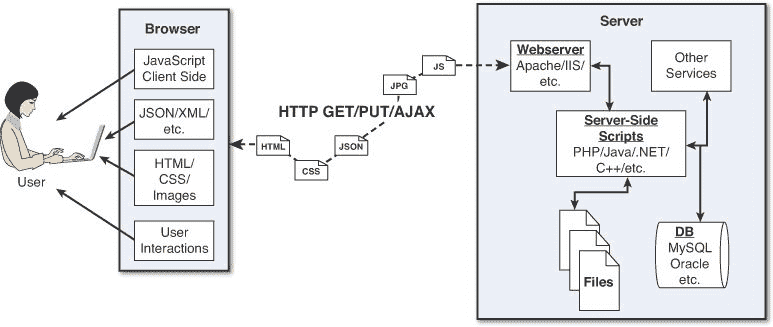 Browser
JavaScript
Client Side
JSON/XML/
etc.
HTML/
CSS/
Images
User
Interactions
User
HTTP GET/PUT/AJAX
HTML
CSS
JSON
JPG
JS
Server
Webserver
Apache/IIS/
etc.
Other
Services
Server-Side
Scripts
PHP/Java/.NET/
C++/etc.
Files
DB
MySQL
Oracle
etc.